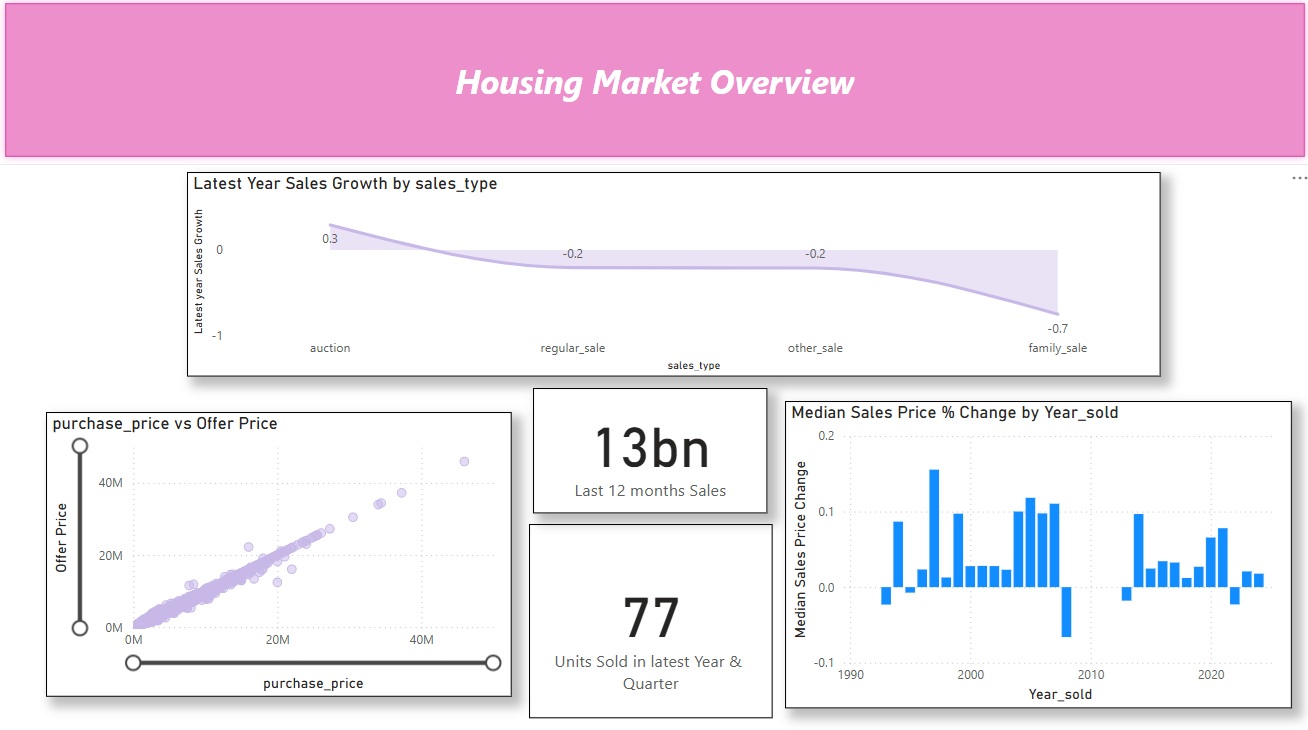 Housing Market Overview
Latest Year Sales Growth by sales_type
Latest year Sales Growth
0
-1
0.3
-0.2
-0.2
-0.7
auction
regular_sale
other_sale
family_sale
sales_type
purchase_price vs Offer Price
Offer Price
40M
20M
0M
0M
20M
40M
purchase_price
13bn
Last 12 months Sales
77
Units Sold in latest Year &
Quarter
Median Sales Price % Change by Year_sold
Median Sales Price Change
0.2
0.1
0.0
-0.1
1990
2000
2010
2020
Year_sold